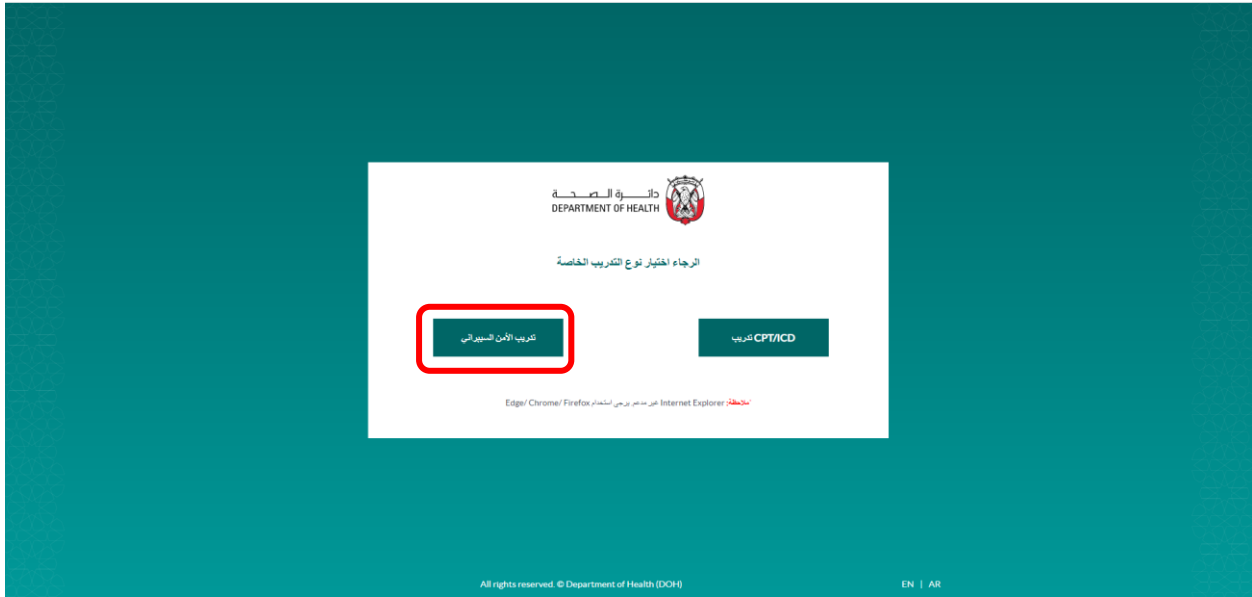 دائـــــرة الـــصـــحـــة
DEPARTMENT OF HEALTH
الرجاء اختيار نوع التدريب الخاصة
تدريب CPT/ICD
تدريب الأمن السيبراني
*ملاحظة: Internet Explorer غير مدعم يرجى استخدام Edge/ Chrome/ Firefox
All rights reserved. © Department of Health (DOH)
EN | AR